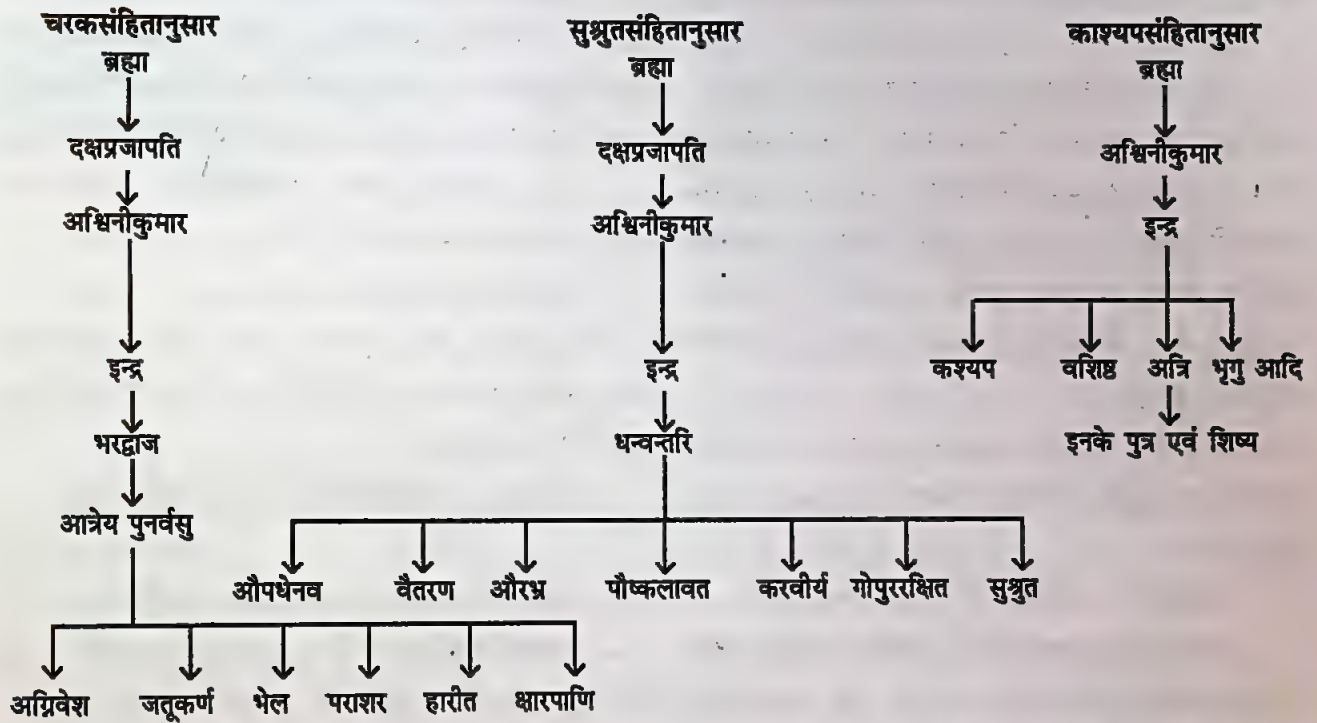 चरकसंहितानुसार
ब्रह्मा
दक्षप्रजापति
अश्विनीकुमार
इन्द्र
भरद्वाज
आत्रेय पुनर्वसु
अग्निवेश जतूकर्ण भेल पराशर हारीत क्षारपाणि
सुश्रुतसंहितानुसार
ब्रह्मा
दक्षप्रजापति
अश्विनीकुमार
इन्द्र
धन्वन्तरि
औपधेनव वैतरण औरभ्र पौष्कलावत करवीर्य गोपुररक्षित सुश्रुत
काश्यपसंहितानुसार
ब्रह्मा
अश्विनीकुमार
इन्द्र
कश्यप वशिष्ठ अत्रि भृगु आदि
इनके पुत्र एवं शिष्य